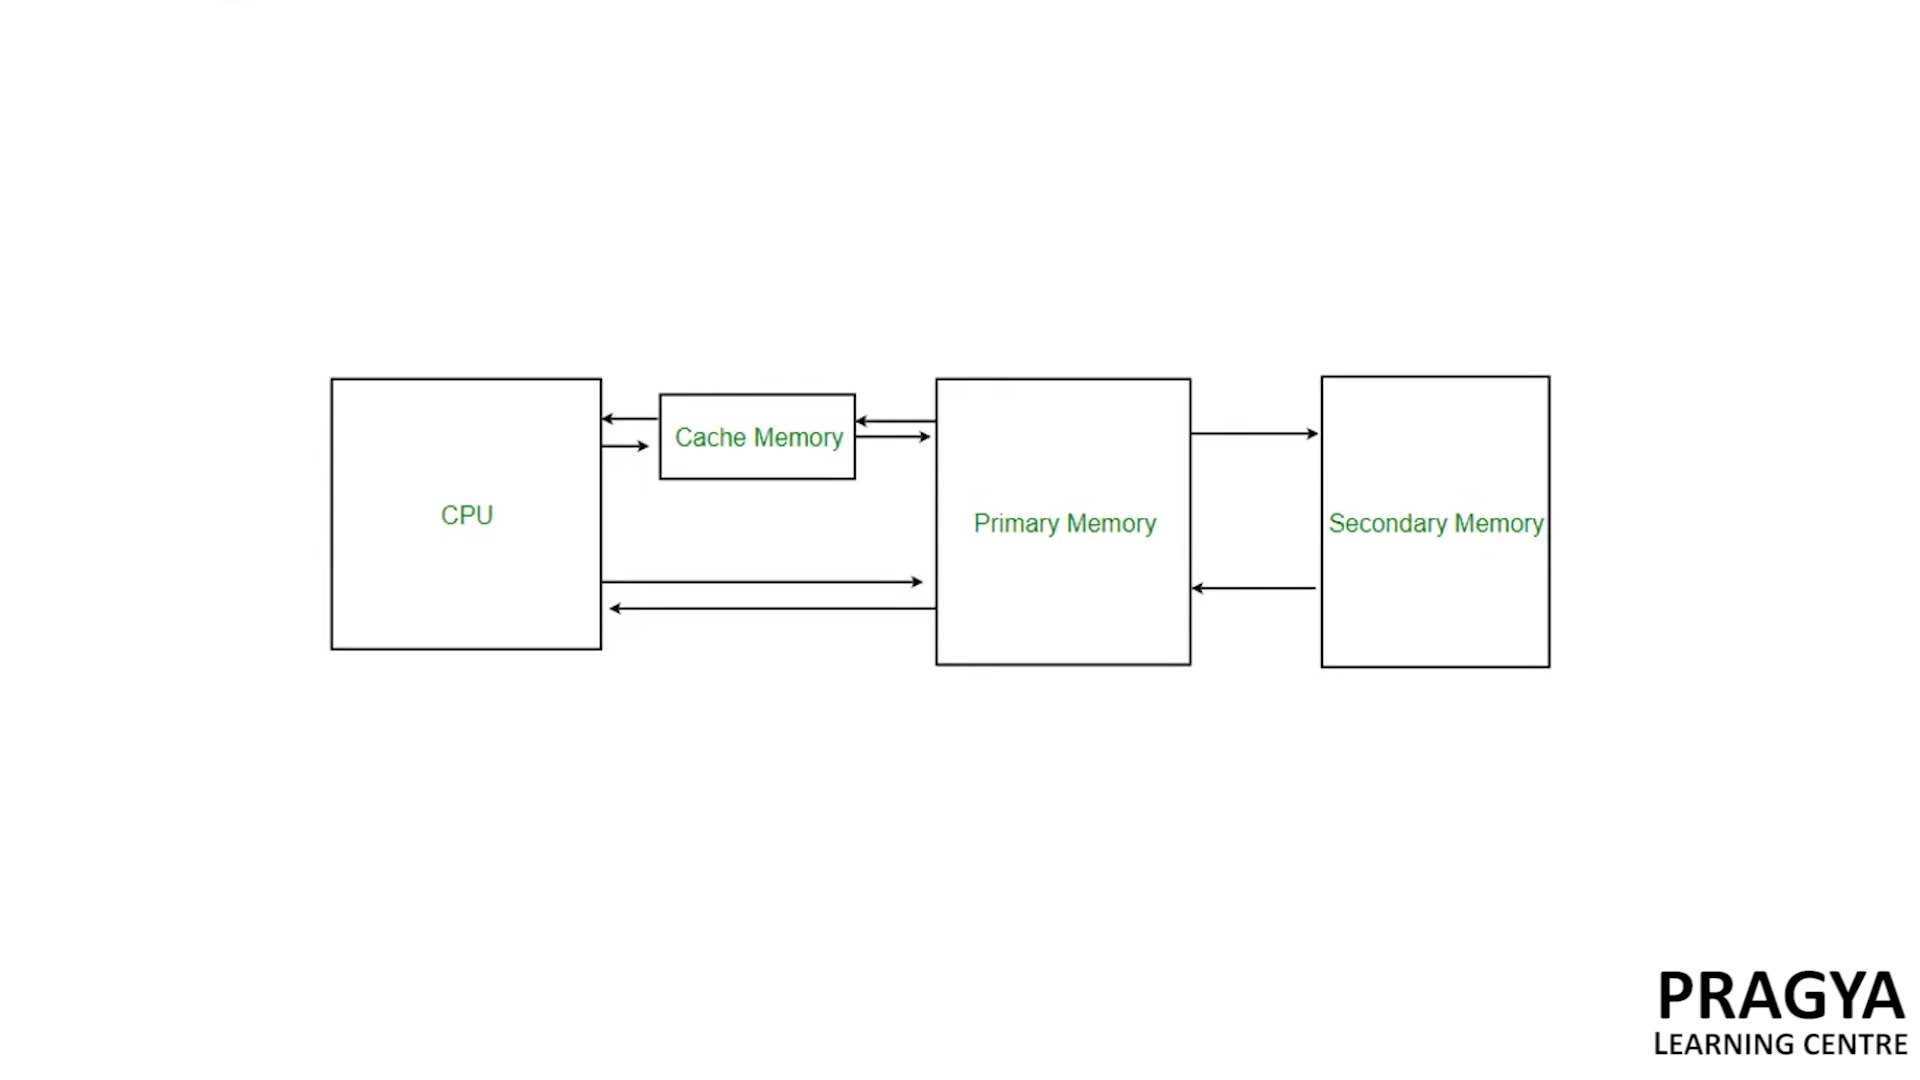 CPU
Cache Memory
Primary Memory
Secondary Memory
PRAGYA
LEARNING CENTRE